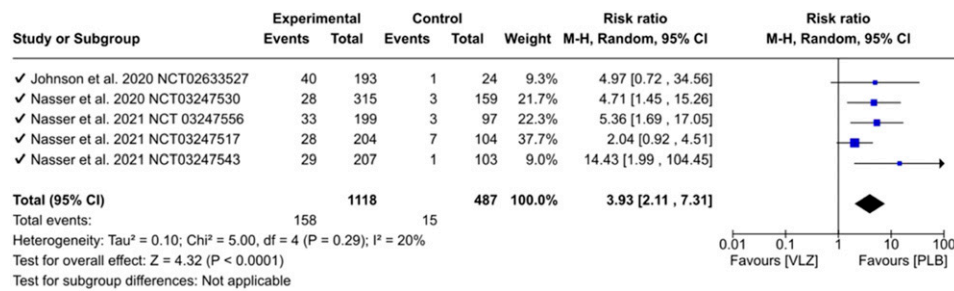 Experimental Control Risk ratio Risk ratio
Study or Subgroup Events Total Events Total Weight M-H, Random, 95% CI M-H, Random, 95% CI
✓ Johnson et al. 2020 NCT02633527 40 193 1 24 9.3% 4.97 [0.72 , 34.56]
✓ Nasser et al. 2020 NCT03247530 28 315 3 159 21.7% 4.71 [1.45 , 15.26]
✓ Nasser et al. 2021 NCT 03247556 33 199 3 97 22.3% 5.36 [1.69 , 17.05]
✓ Nasser et al. 2021 NCT03247517 28 204 7 104 37.7% 2.04 [0.92 , 4.51]
✓ Nasser et al. 2021 NCT03247543 29 207 1 103 9.0% 14.43 [1.99 , 104.45]
Total (95% CI) 1118 487 100.0% 3.93 [2.11 , 7.31]
Total events: 158 15
Heterogeneity: Tau² = 0.10; Chi² = 5.00, df = 4 (P = 0.29); I² = 20%
Test for overall effect: Z = 4.32 (P < 0.0001)
Test for subgroup differences: Not applicable
0.01 0.1 1 10 100
Favours [VLZ] Favours [PLB]